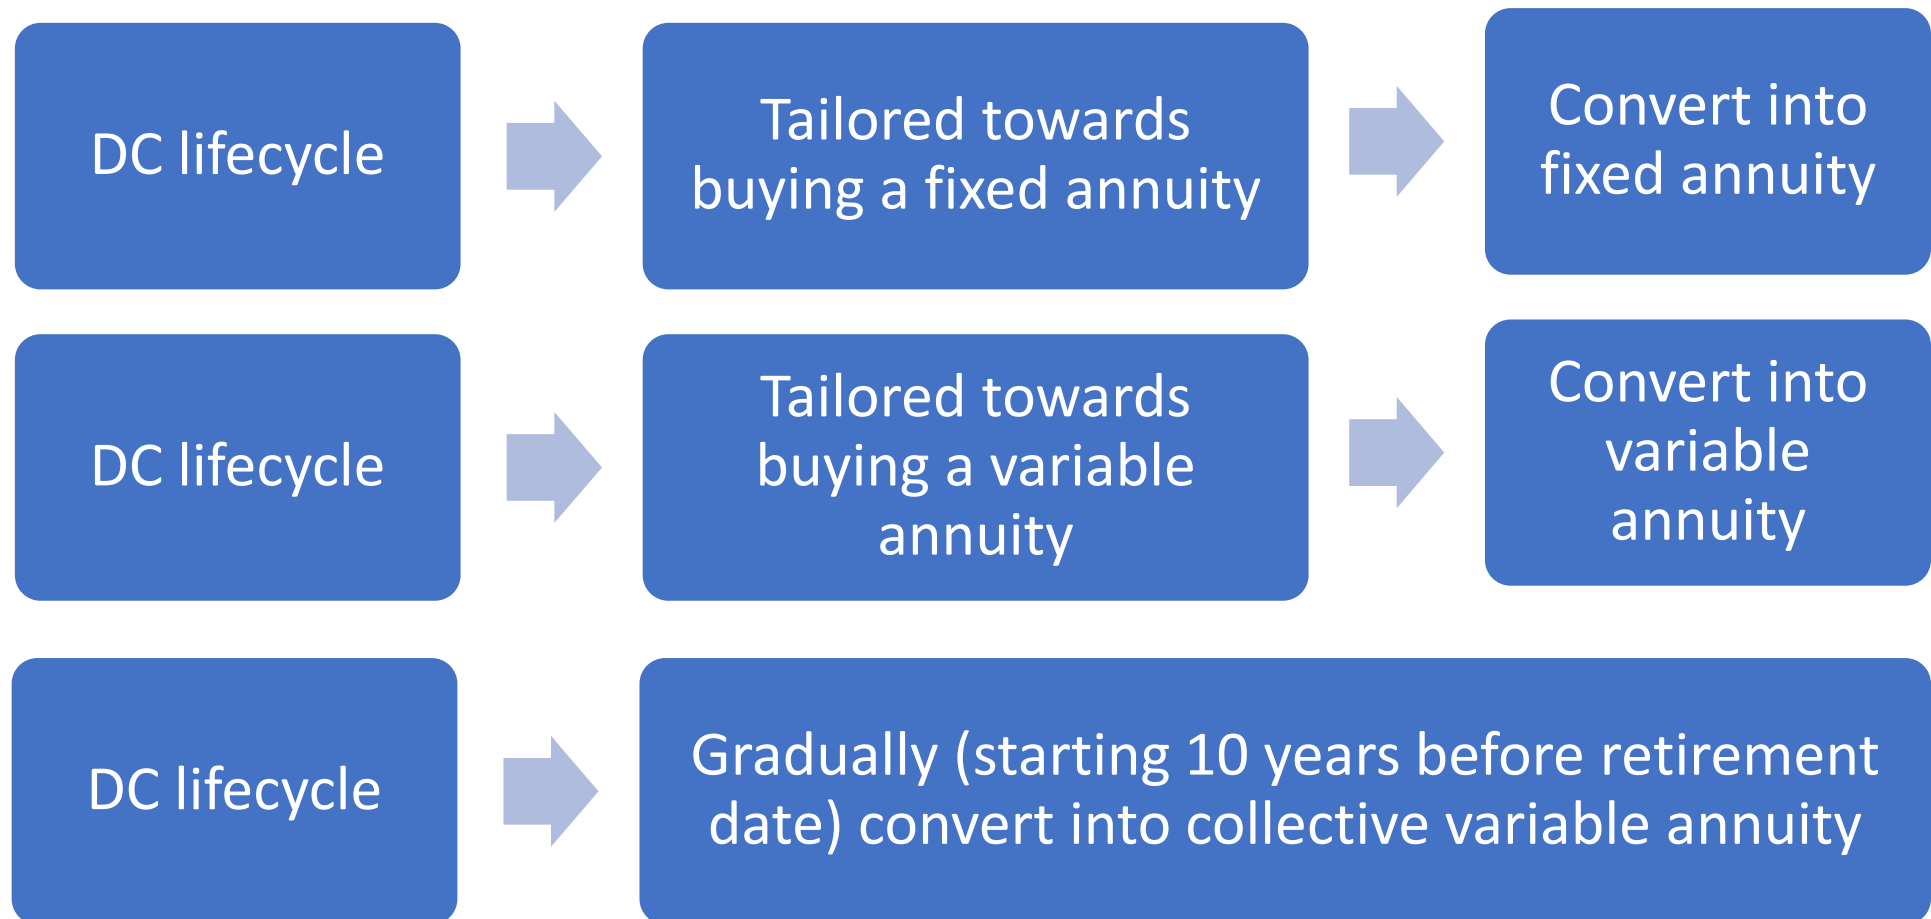 DC lifecycle
Tailored towards
buying a fixed annuity
Convert into
fixed annuity
DC lifecycle
Tailored towards
buying a variable
annuity
Convert into
variable
annuity
DC lifecycle
Gradually (starting 10 years before retirement
date) convert into collective variable annuity